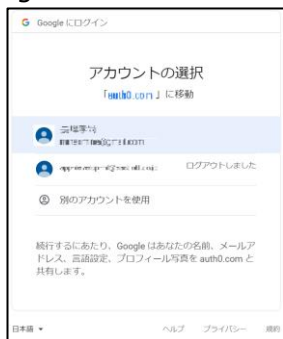 Google にログイン
アカウントの選択
「auth0.com」に移動
ログアウトしました
別のアカウントを使用
続行するにあたり、Google はあなたの名前、メールア
ドレス、言語設定、プロフィール写真を auth0.com と
共有します。
日本語 ヘルプ プライバシー 規約